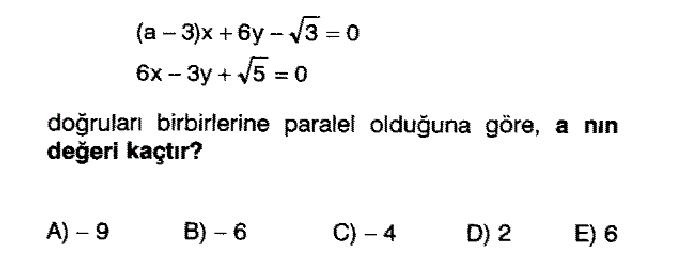 (a – 3)x + 6y – √3 = 0
6x – 3y + √5 = 0
doğruları birbirlerine paralel olduğuna göre, a nın
değeri kaçtır?
A) – 9 B) – 6 C) – 4 D) 2 E) 6